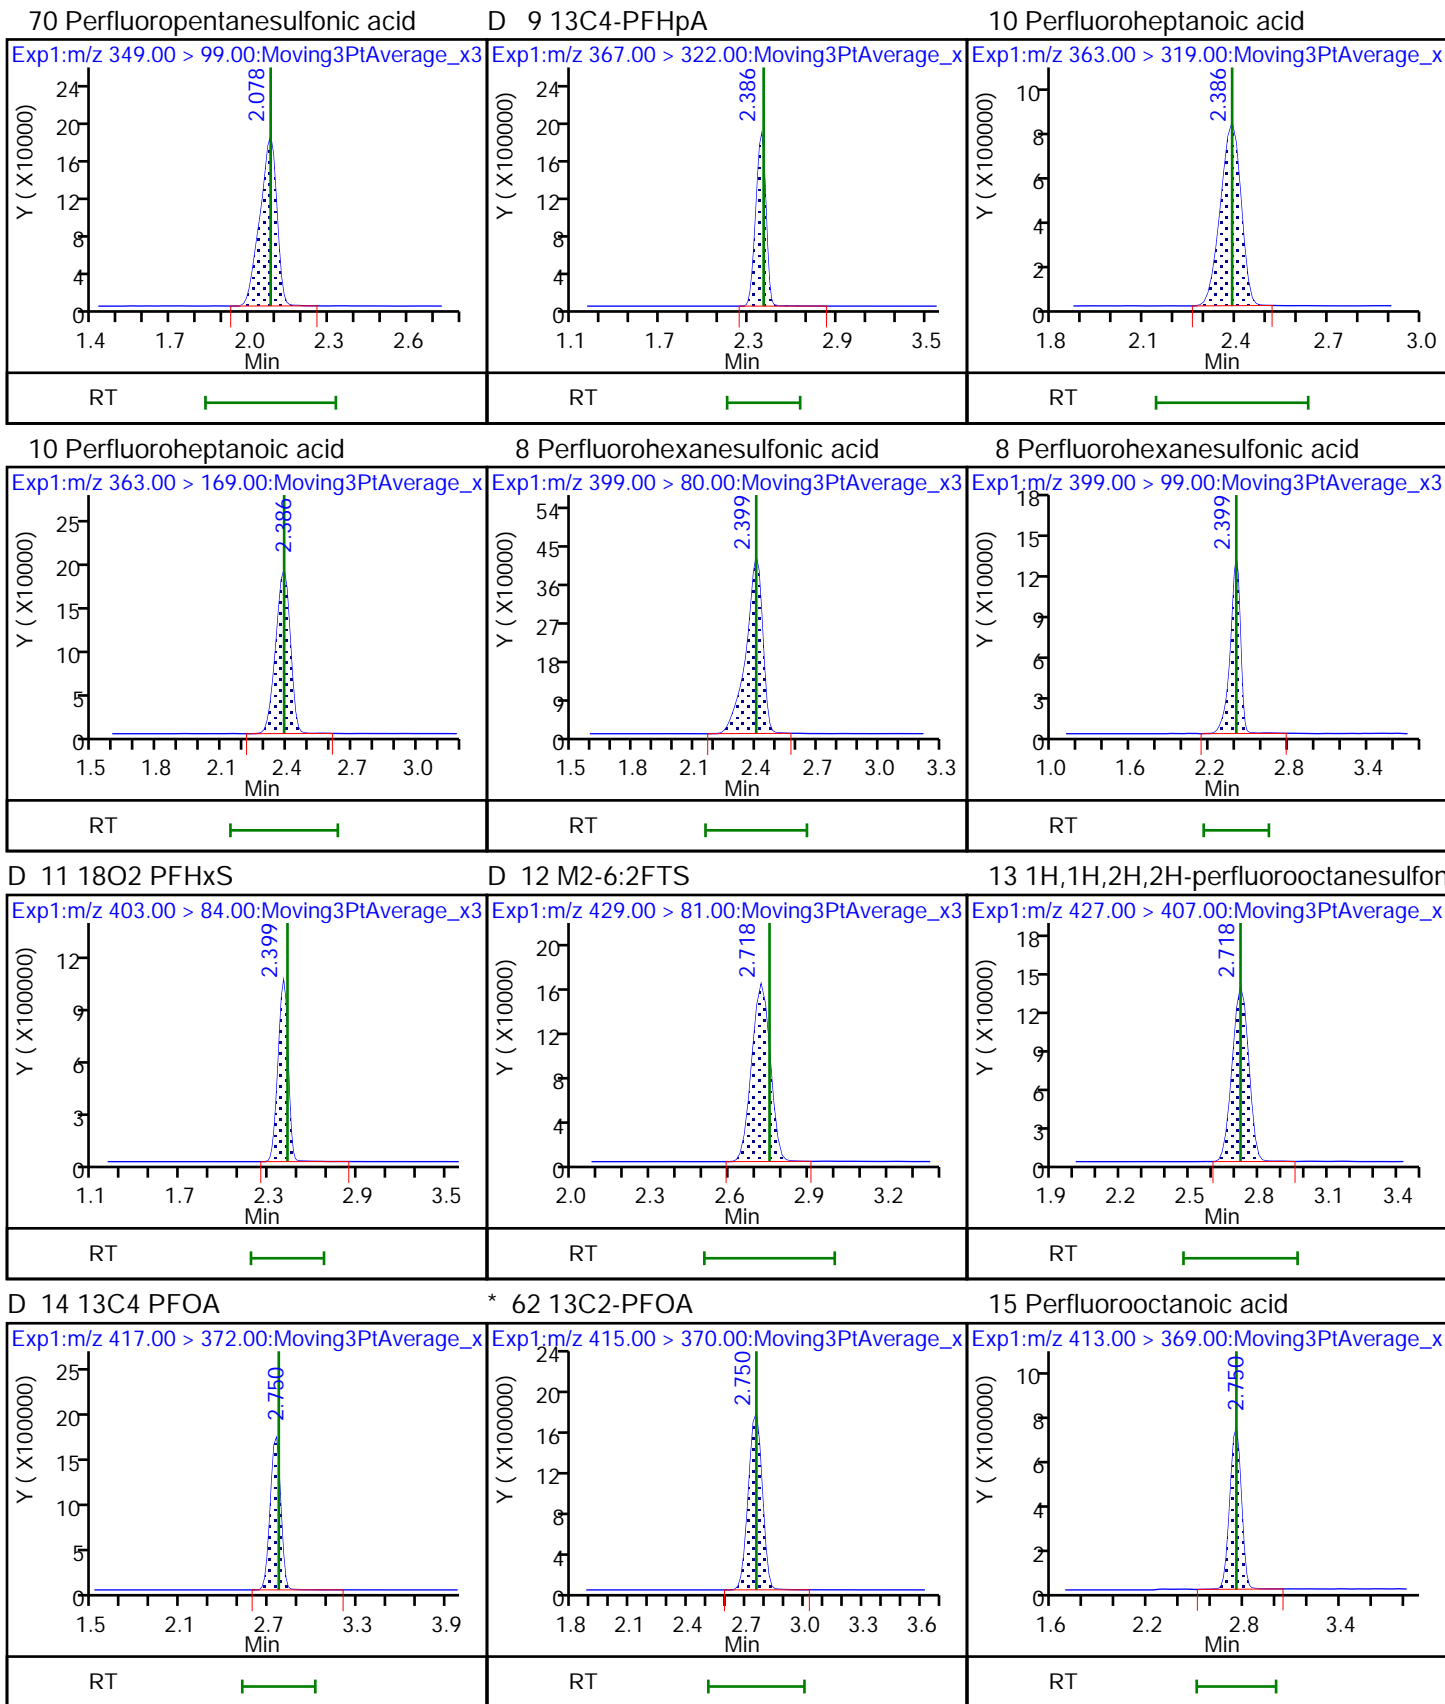 70 Perfluoropentanesulfonic acid
Exp1:m/z 349.00 > 99.00:Moving3PtAverage_x3
2.078
Y ( X10000)
24
20
16
12
8
4
0
1.4 1.7 2.0 2.3 2.6
Min
RT
D 9 13C4-PFHpA
Exp1:m/z 367.00 > 322.00:Moving3PtAverage_x
2.386
Y ( X100000)
24
20
16
12
8
4
0
1.1 1.7 2.3 2.9 3.5
Min
RT
10 Perfluoroheptanoic acid
Exp1:m/z 363.00 > 319.00:Moving3PtAverage_x
2.386
Y ( X100000)
10
8
6
4
2
0
1.8 2.1 2.4 2.7 3.0
Min
RT
10 Perfluoroheptanoic acid
Exp1:m/z 363.00 > 169.00:Moving3PtAverage_x
2.386
Y ( X10000)
25
20
15
10
5
0
1.5 1.8 2.1 2.4 2.7 3.0
Min
RT
8 Perfluorohexanesulfonic acid
Exp1:m/z 399.00 > 80.00:Moving3PtAverage_x3
2.399
Y ( X10000)
54
45
36
27
18
9
0
1.5 1.8 2.1 2.4 2.7 3.0 3.3
Min
RT
8 Perfluorohexanesulfonic acid
Exp1:m/z 399.00 > 99.00:Moving3PtAverage_x3
2.399
Y ( X10000)
18
15
12
9
6
3
0
1.0 1.6 2.2 2.8 3.4
Min
RT
D 11 18O2 PFHxS
Exp1:m/z 403.00 > 84.00:Moving3PtAverage_x3
2.399
Y ( X100000)
12
9
6
3
0
1.1 1.7 2.3 2.9 3.5
Min
RT
D 12 M2-6:2FTS
Exp1:m/z 429.00 > 81.00:Moving3PtAverage_x3
2.718
Y ( X10000)
20
16
12
8
4
0
2.0 2.3 2.6 2.9 3.2
Min
RT
13 1H,1H,2H,2H-perfluorooctanesulfon
Exp1:m/z 427.00 > 407.00:Moving3PtAverage_x
2.718
Y ( X10000)
18
15
12
9
6
3
0
1.9 2.2 2.5 2.8 3.1 3.4
Min
RT
D 14 13C4 PFOA
Exp1:m/z 417.00 > 372.00:Moving3PtAverage_x
2.750
Y ( X100000)
25
20
15
10
5
0
1.5 2.1 2.7 3.3 3.9
Min
RT
* 62 13C2-PFOA
Exp1:m/z 415.00 > 370.00:Moving3PtAverage_x
2.750
Y ( X100000)
24
20
16
12
8
4
0
1.8 2.1 2.4 2.7 3.0 3.3 3.6
Min
RT
15 Perfluorooctanoic acid
Exp1:m/z 413.00 > 369.00:Moving3PtAverage_x
2.750
Y ( X100000)
10
8
6
4
2
0
1.6 2.2 2.8 3.4
Min
RT